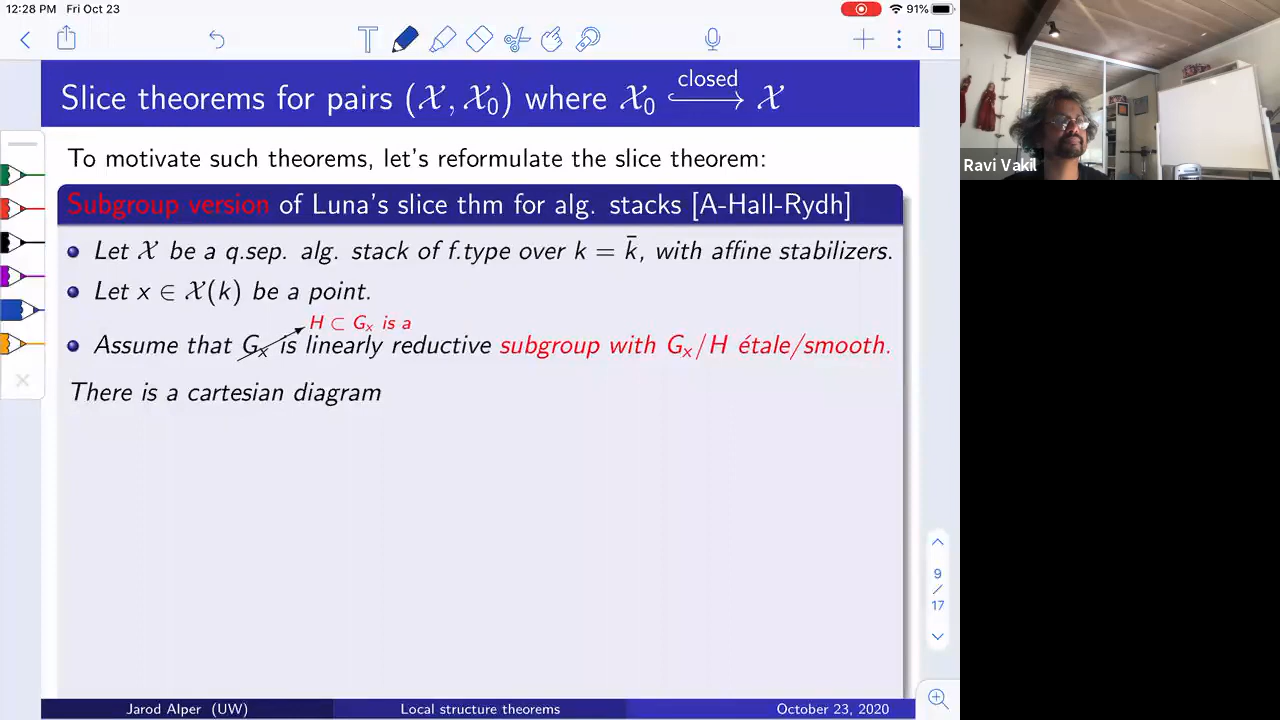 12:28 PM Fri Oct 23
91%
Slice theorems for pairs (𝒳, 𝒳₀) where 𝒳₀ closed ↪ 𝒳
Ravi Vakil
To motivate such theorems, let's reformulate the slice theorem:
Subgroup version of Luna's slice thm for alg. stacks [A-Hall-Rydh]
Let 𝒳 be a q.sep. alg. stack of f.type over k = k̄, with affine stabilizers.
Let x ∈ 𝒳(k) be a point.
H ⊂ Gₓ is a
Assume that Gₓ is linearly reductive subgroup with Gₓ/H étale/smooth.
There is a cartesian diagram
9
/
17
Jarod Alper (UW) Local structure theorems October 23, 2020